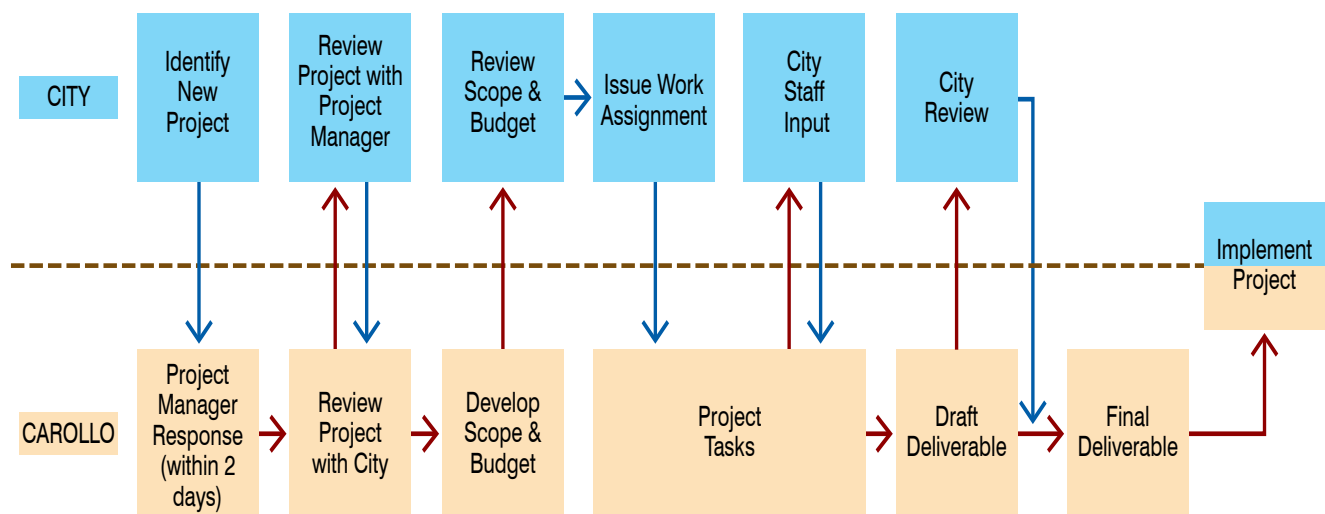 CITY
Identify
New
Project
Review
Project with
Project
Manager
Review
Scope &
Budget
Issue Work
Assignment
City
Staff
Input
City
Review
Implement
Project
CAROLLO
Project
Manager
Response
(within 2
days)
Review
Project
with City
Develop
Scope &
Budget
Project
Tasks
Draft
Deliverable
Final
Deliverable